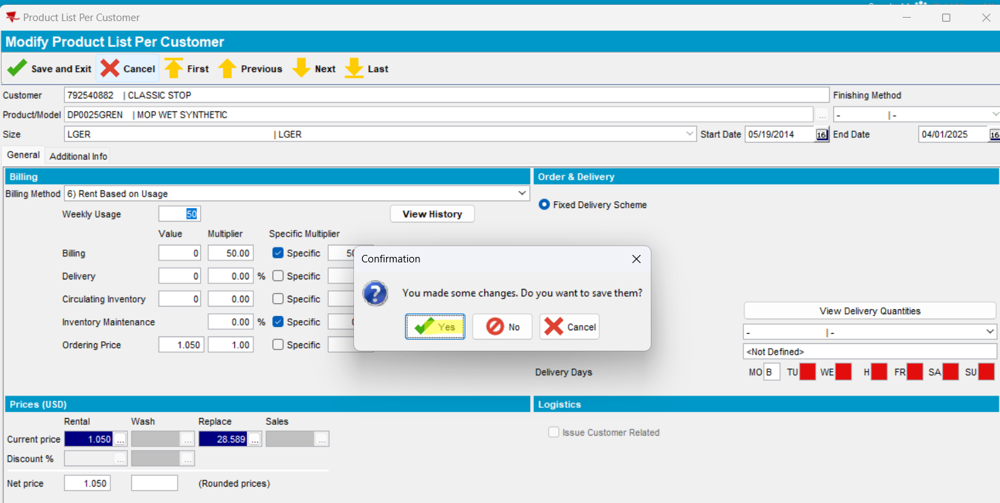 Product List Per Customer
Modify Product List Per Customer
Save and Exit Cancel First Previous Next Last
Customer 792540882 | CLASSIC STOP Finishing Method
Product/Model DP0025GREN | MOP WET SYNTHETIC ... - | -
Size LGER | LGER Start Date 05/19/2014 16 End Date 04/01/2025 16
General Additional Info
Billing Order & Delivery
Billing Method 6) Rent Based on Usage
Fixed Delivery Scheme
Weekly Usage 50 View History
Value Multiplier Specific Multiplier
Billing 0 50.00 Specific
Confirmation
Delivery 0 0.00 % Specific
You made some changes. Do you want to save them?
Circulating Inventory 0 0.00 Specific
View Delivery Quantities
Inventory Maintenance 0.00 % Specific
Yes No Cancel
- | -
Ordering Price 1.050 1.00 Specific
<Not Defined>
Delivery Days MO B TU WE H FR SA SU
Prices (USD) Logistics
Rental Wash Replace Sales
Issue Customer Related
Current price 1.050 ... ... 28.589 ... ...
Discount % ... ...
Net price 1.050 (Rounded prices)